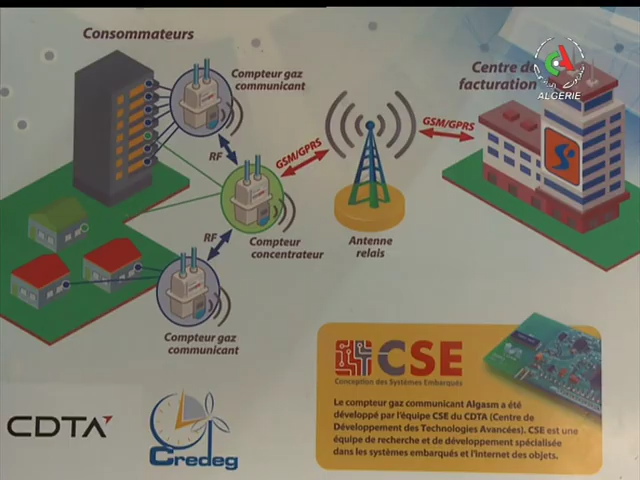 Consommateurs
Compteur gaz
communicant
Centre de
facturation
ALGERIE
GSM/GPRS
GSM/GPRS
RF
Compteur
concentrateur
Antenne
relais
RF
Compteur gaz
communicant
CSE
Conception des Systèmes Embarqués
Le compteur gaz communicant Algasm a été
développé par l'équipe CSE du CDTA (Centre de
Développement des Technologies Avancées). CSE est une
équipe de recherche et de développement spécialisée
dans les systèmes embarqués et l'internet des objets.
CDTA
Credeg